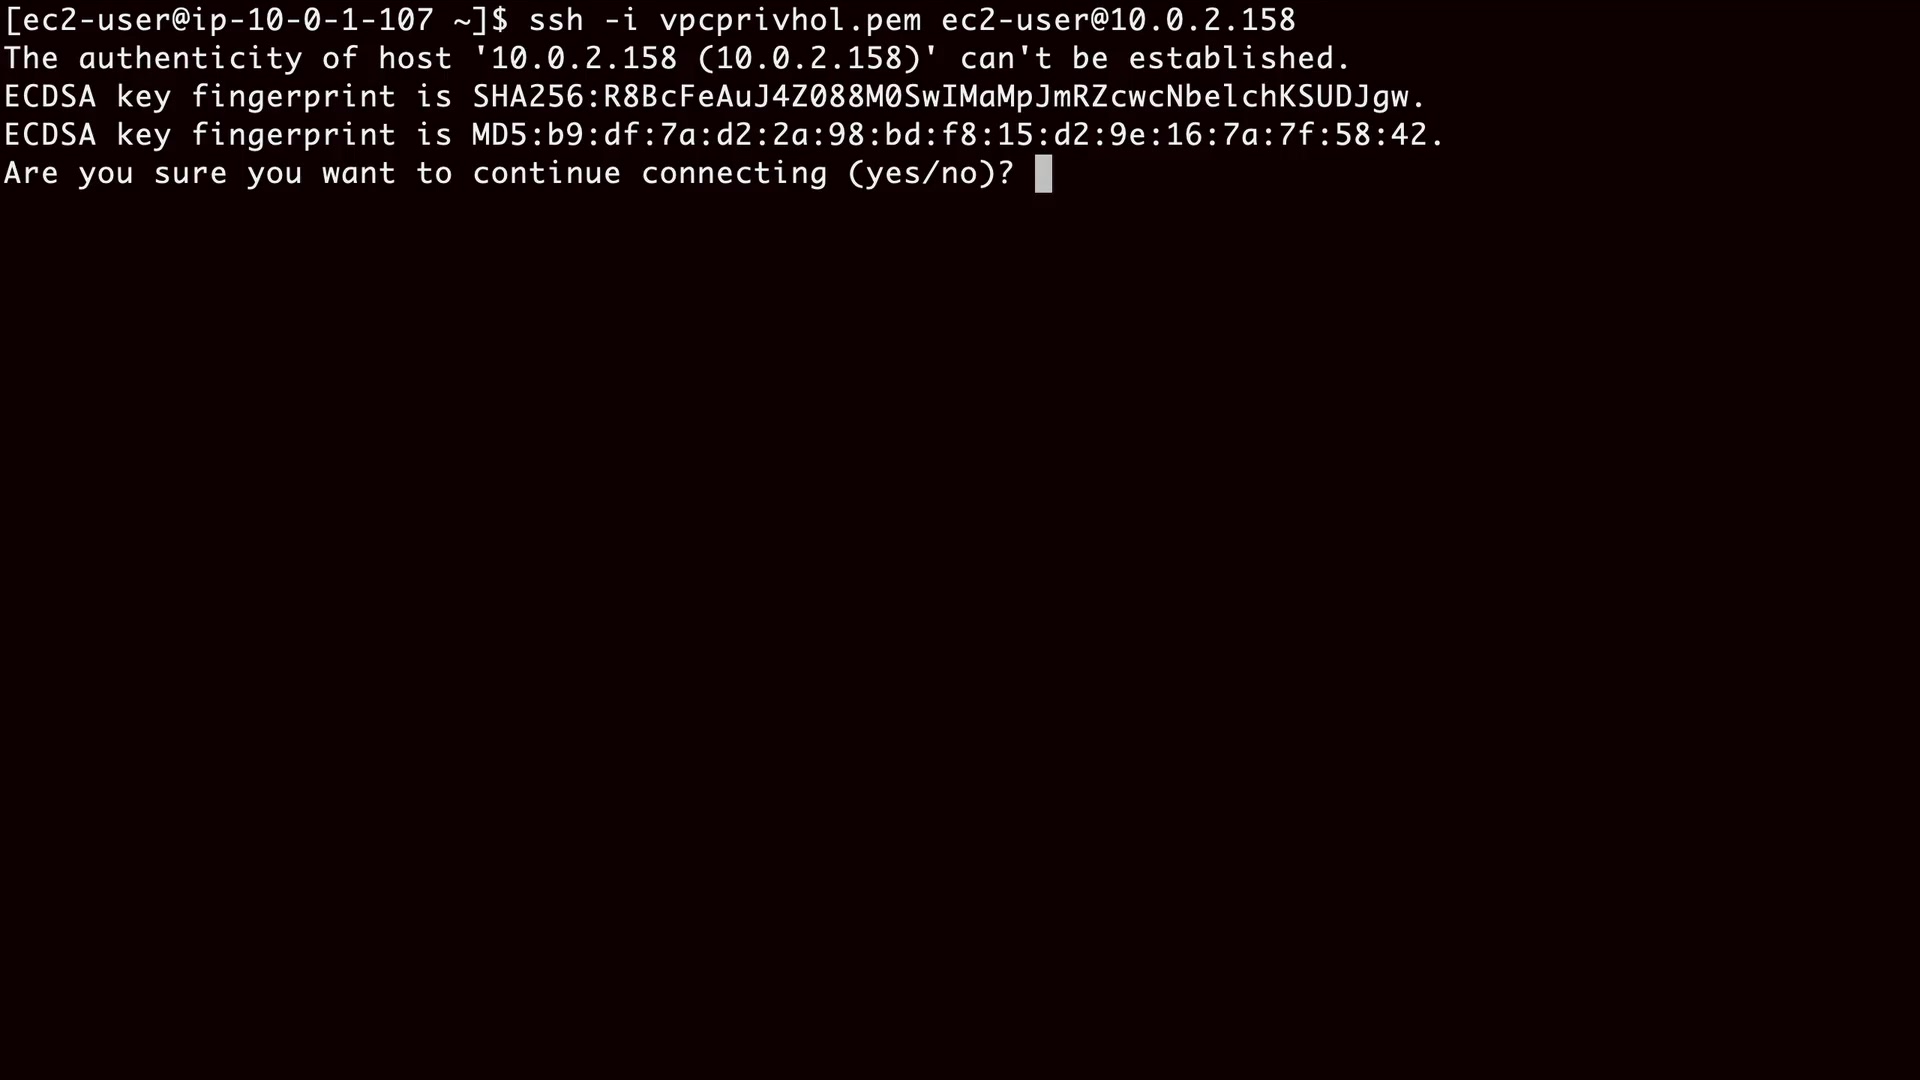 [ec2-user@ip-10-0-1-107 ~]$ ssh -i vpcprivhol.pem ec2-user@10.0.2.158
The authenticity of host '10.0.2.158 (10.0.2.158)' can't be established.
ECDSA key fingerprint is SHA256:R8BcFeAuJ4Z088M0SwIMaMpJmRZcwcNbelchKSUDJgw.
ECDSA key fingerprint is MD5:b9:df:7a:d2:2a:98:bd:f8:15:d2:9e:16:7a:7f:58:42.
Are you sure you want to continue connecting (yes/no)?